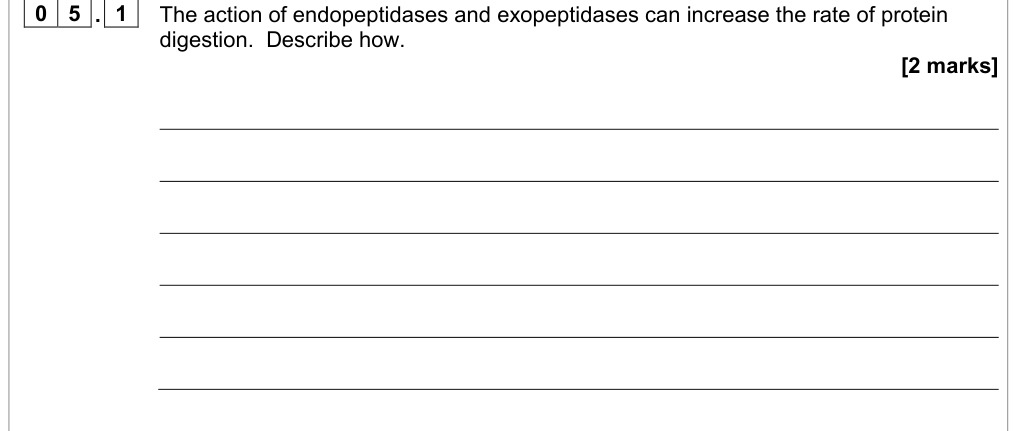 0 5 . 1 The action of endopeptidases and exopeptidases can increase the rate of protein
digestion. Describe how.
[2 marks]